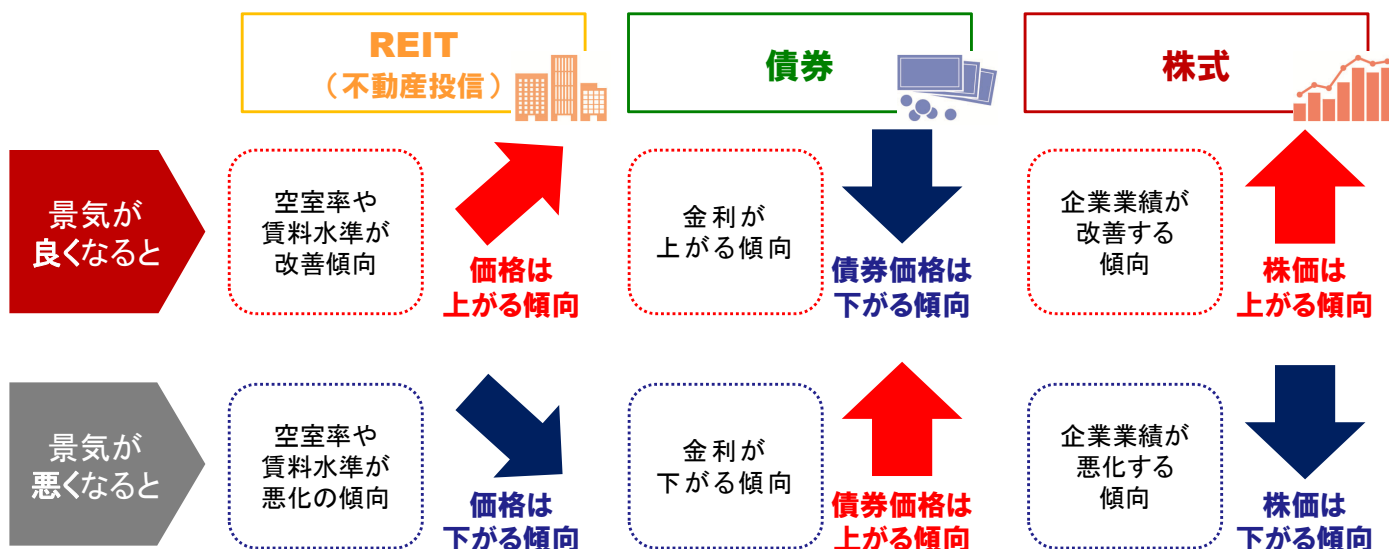 REIT
（不動産投信）
債券
株式
景気が
良くなると
空室率や
賃料水準が
改善傾向
価格は
上がる傾向
金利が
上がる傾向
債券価格は
下がる傾向
企業業績が
改善する
傾向
株価は
上がる傾向
景気が
悪くなると
空室率や
賃料水準が
悪化の傾向
価格は
下がる傾向
金利が
下がる傾向
債券価格は
上がる傾向
企業業績が
悪化する
傾向
株価は
下がる傾向